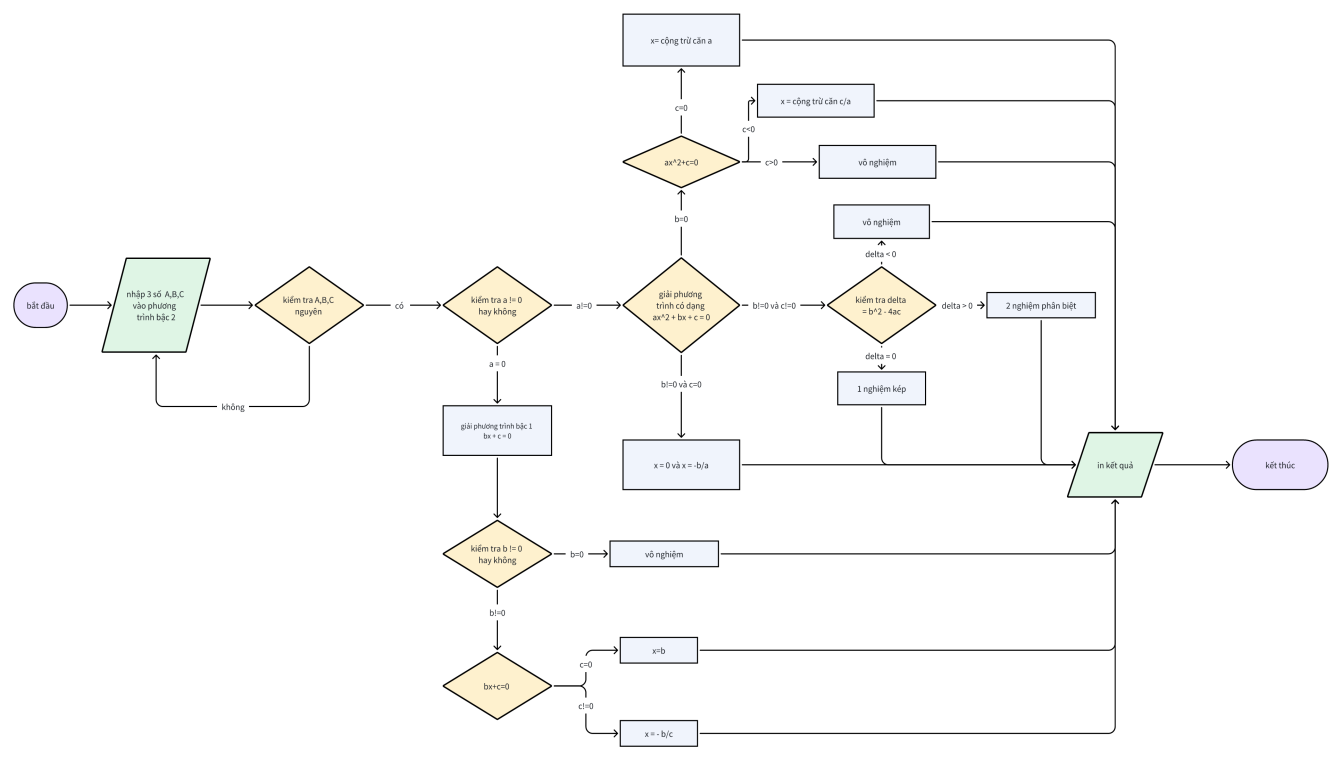 x= cộng trừ căn a
c=0
x = cộng trừ căn c/a
c<0
ax^2+c=0
c>0
vô nghiệm
b=0
vô nghiệm
delta < 0
bắt đầu
nhập 3 số A,B,C
vào phương
trình bậc 2
kiểm tra A,B,C
nguyên
có
không
kiểm tra a != 0
hay không
a!=0
giải phương
trình có dạng
ax^2 + bx + c = 0
b!=0 và c!=0
kiểm tra delta
= b^2 - 4ac
delta > 0
2 nghiệm phân biệt
delta = 0
1 nghiệm kép
a = 0
b!=0 và c=0
giải phương trình bậc 1
bx + c = 0
x = 0 và x = -b/a
in kết quả
kết thúc
kiểm tra b != 0
hay không
b=0
vô nghiệm
b!=0
bx+c=0
c=0
x=b
c!=0
x = - b/c